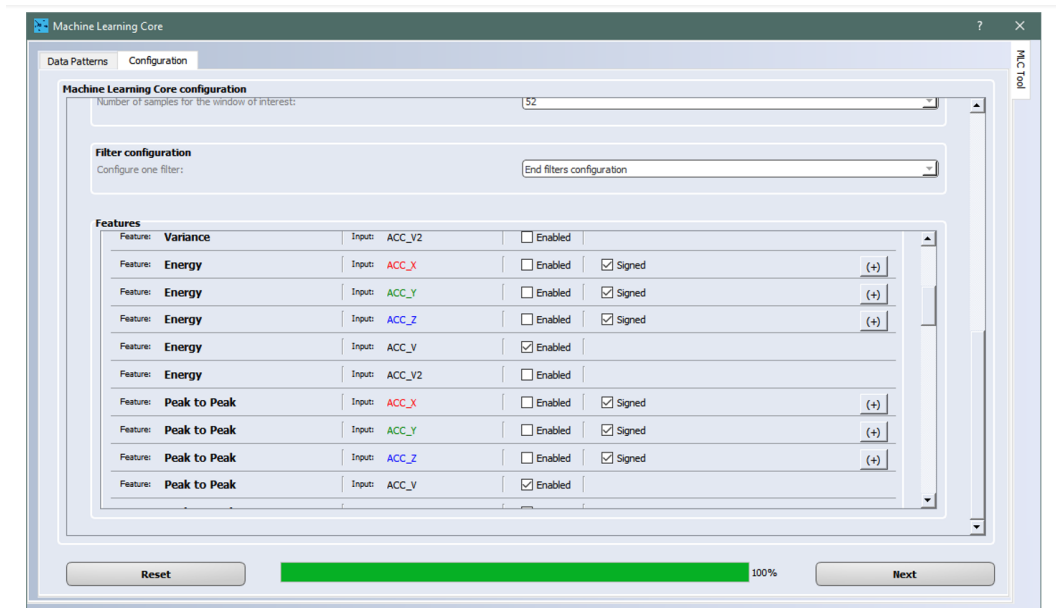 Machine Learning Core ? ×
Data Patterns Configuration
MLC Tool
Machine Learning Core configuration
Number of samples for the window of interest: 52
Filter configuration
Configure one filter: End filters configuration
Features
Feature: Variance Input: ACC_V2 Enabled
Feature: Energy Input: ACC_X Enabled Signed (+)
Feature: Energy Input: ACC_Y Enabled Signed (+)
Feature: Energy Input: ACC_Z Enabled Signed (+)
Feature: Energy Input: ACC_V Enabled
Feature: Energy Input: ACC_V2 Enabled
Feature: Peak to Peak Input: ACC_X Enabled Signed (+)
Feature: Peak to Peak Input: ACC_Y Enabled Signed (+)
Feature: Peak to Peak Input: ACC_Z Enabled Signed (+)
Feature: Peak to Peak Input: ACC_V Enabled
Reset 100% Next